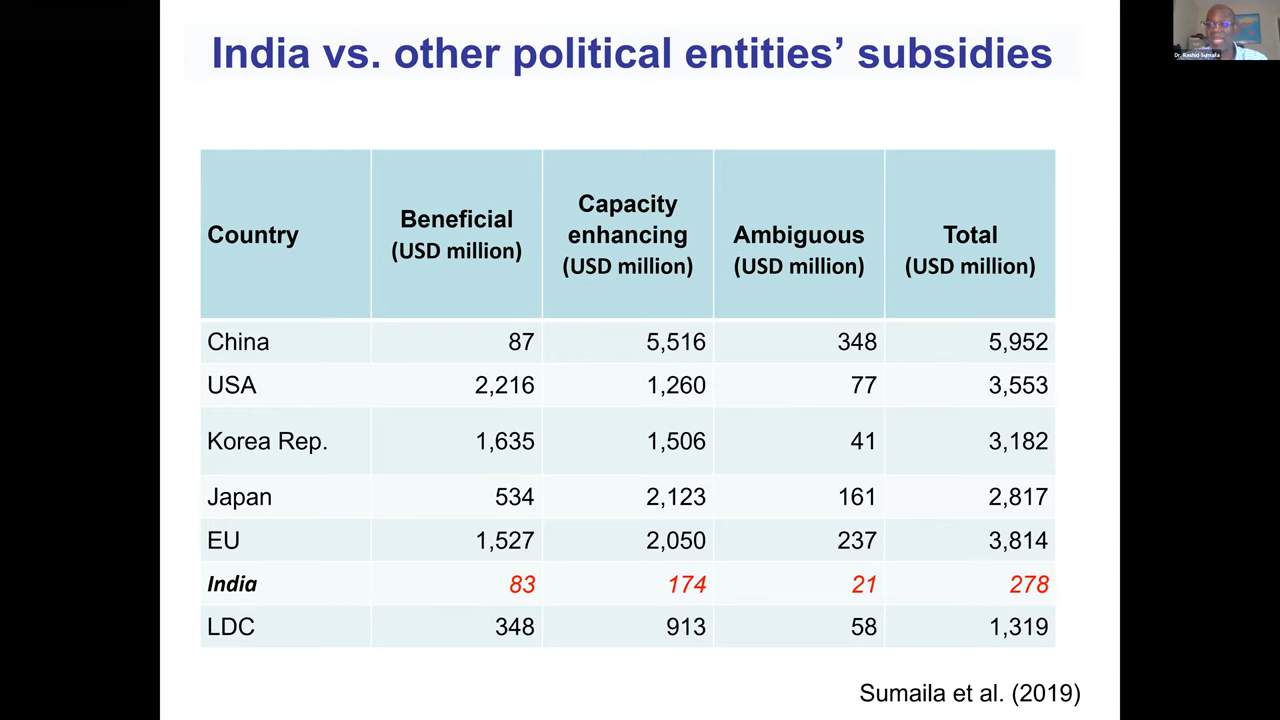 India vs. other political entities' subsidies
Dr. Rashid Sumaila
Country
Beneficial
(USD million)
Capacity
enhancing
(USD million)
Ambiguous
(USD million)
Total
(USD million)
China 87 5,516 348 5,952
USA 2,216 1,260 77 3,553
Korea Rep. 1,635 1,506 41 3,182
Japan 534 2,123 161 2,817
EU 1,527 2,050 237 3,814
India 83 174 21 278
LDC 348 913 58 1,319
Sumaila et al. (2019)